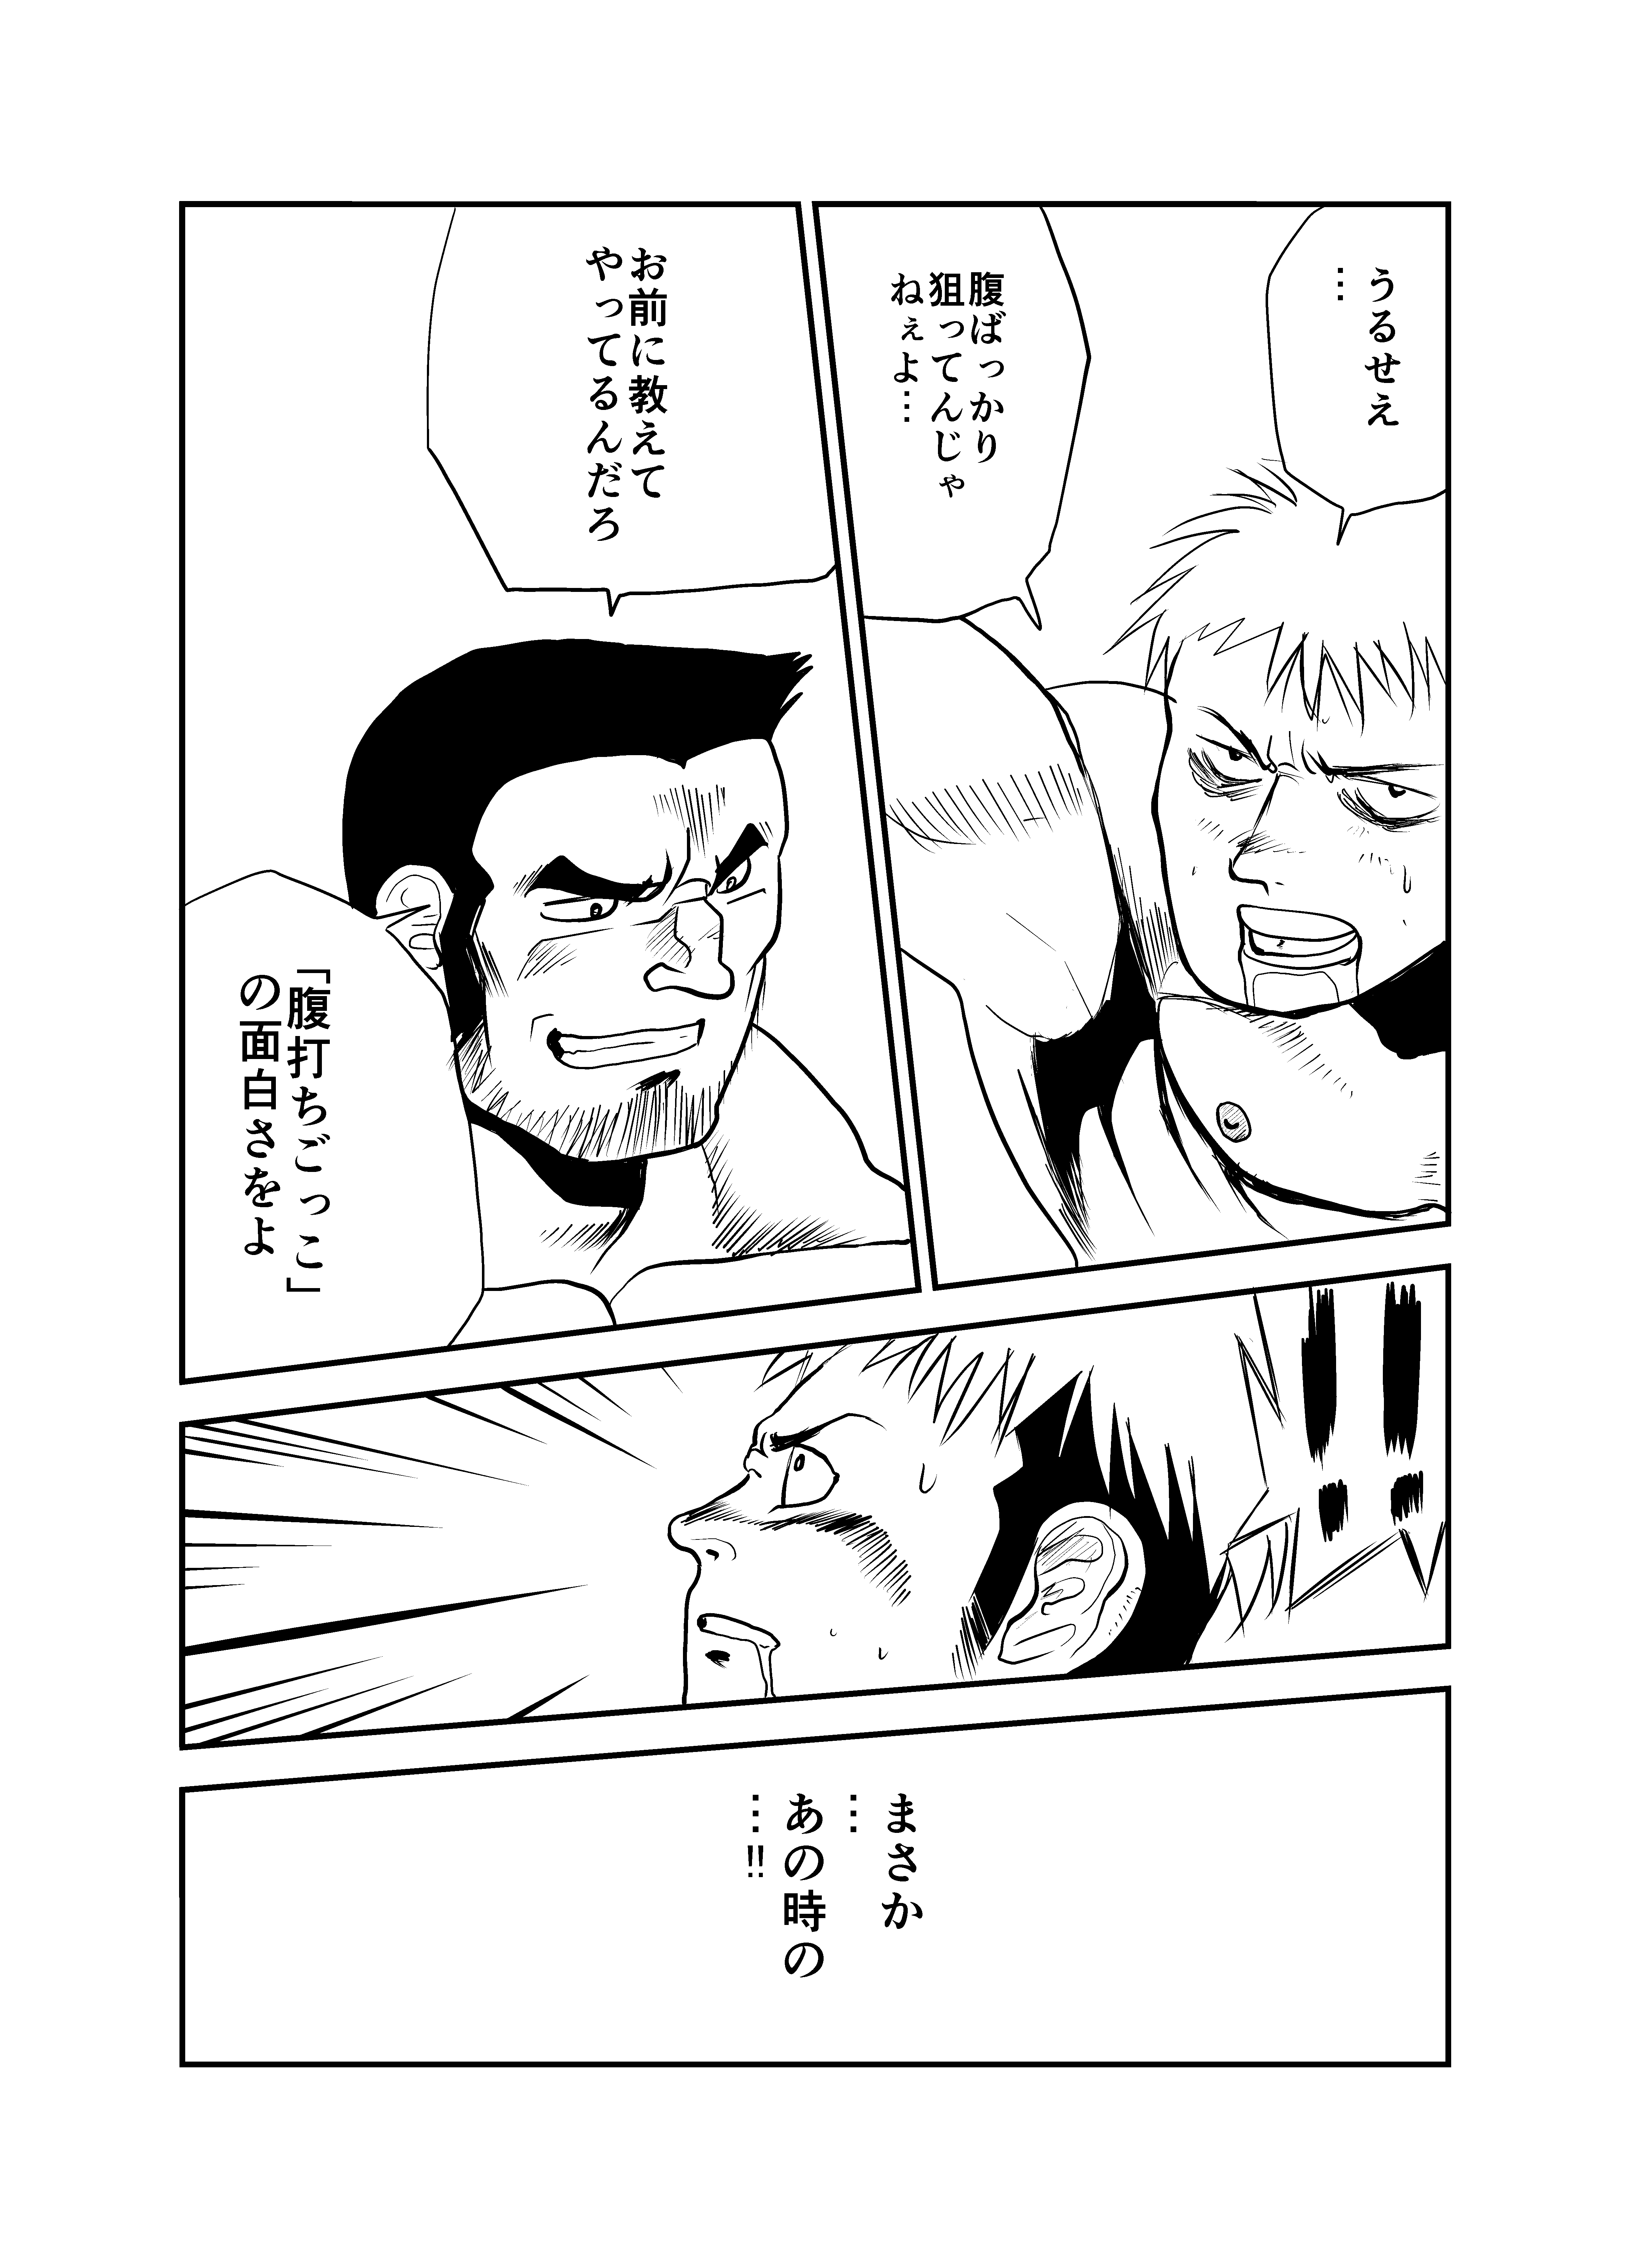 うるせえ
…
腹ばっかり
狙ってんじゃ
ねぇよ…
お前に教えて
やってるんだろ
「腹打ちごっこ」
の面白さをよ
!!
まさか
…
あの時の
…!!